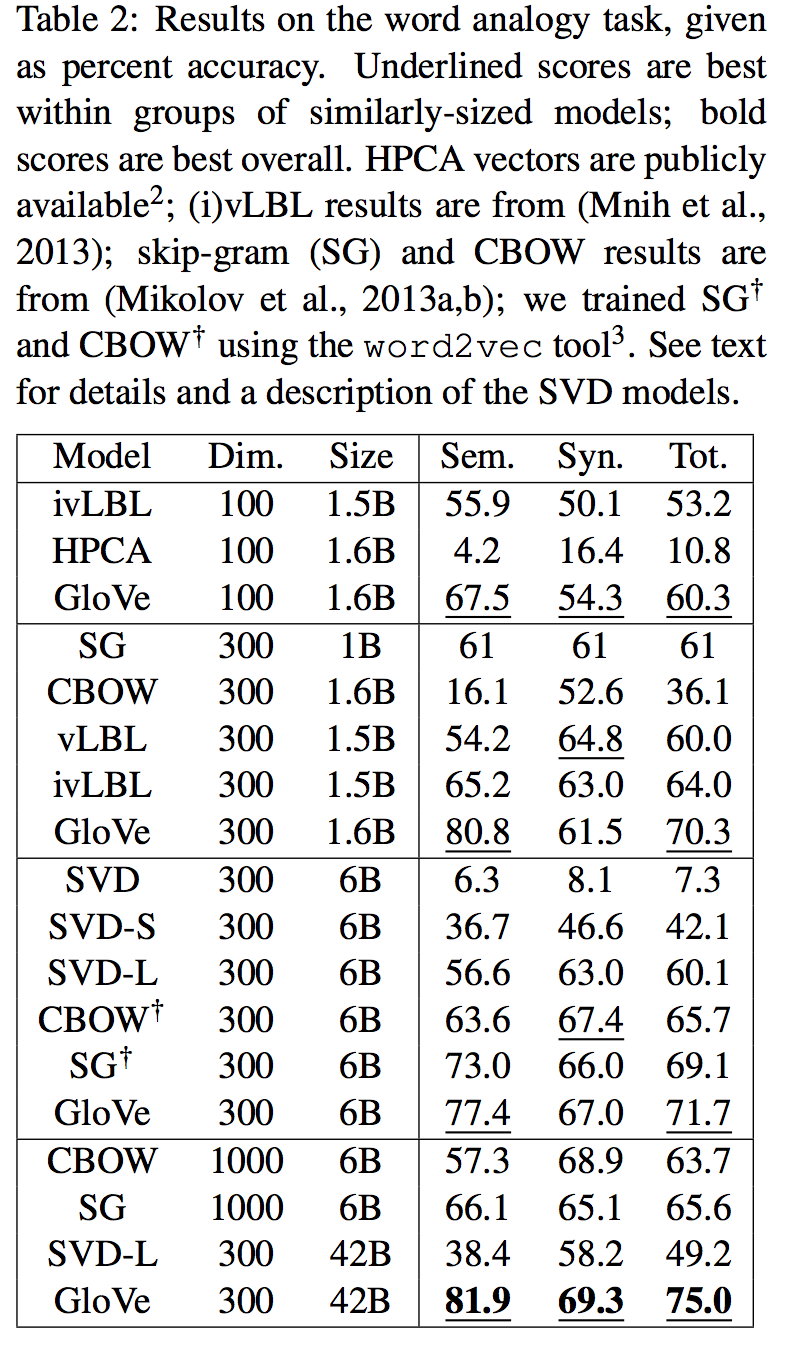 Table 2: Results on the word analogy task, given
as percent accuracy. Underlined scores are best
within groups of similarly-sized models; bold
scores are best overall. HPCA vectors are publicly
available²; (i)vLBL results are from (Mnih et al.,
2013); skip-gram (SG) and CBOW results are
from (Mikolov et al., 2013a,b); we trained SG†
and CBOW† using the word2vec tool³. See text
for details and a description of the SVD models.
Model Dim. Size Sem. Syn. Tot.
ivLBL 100 1.5B 55.9 50.1 53.2
HPCA 100 1.6B 4.2 16.4 10.8
GloVe 100 1.6B 67.5 54.3 60.3
SG 300 1B 61 61 61
CBOW 300 1.6B 16.1 52.6 36.1
vLBL 300 1.5B 54.2 64.8 60.0
ivLBL 300 1.5B 65.2 63.0 64.0
GloVe 300 1.6B 80.8 61.5 70.3
SVD 300 6B 6.3 8.1 7.3
SVD-S 300 6B 36.7 46.6 42.1
SVD-L 300 6B 56.6 63.0 60.1
CBOW† 300 6B 63.6 67.4 65.7
SG† 300 6B 73.0 66.0 69.1
GloVe 300 6B 77.4 67.0 71.7
CBOW 1000 6B 57.3 68.9 63.7
SG 1000 6B 66.1 65.1 65.6
SVD-L 300 42B 38.4 58.2 49.2
GloVe 300 42B 81.9 69.3 75.0